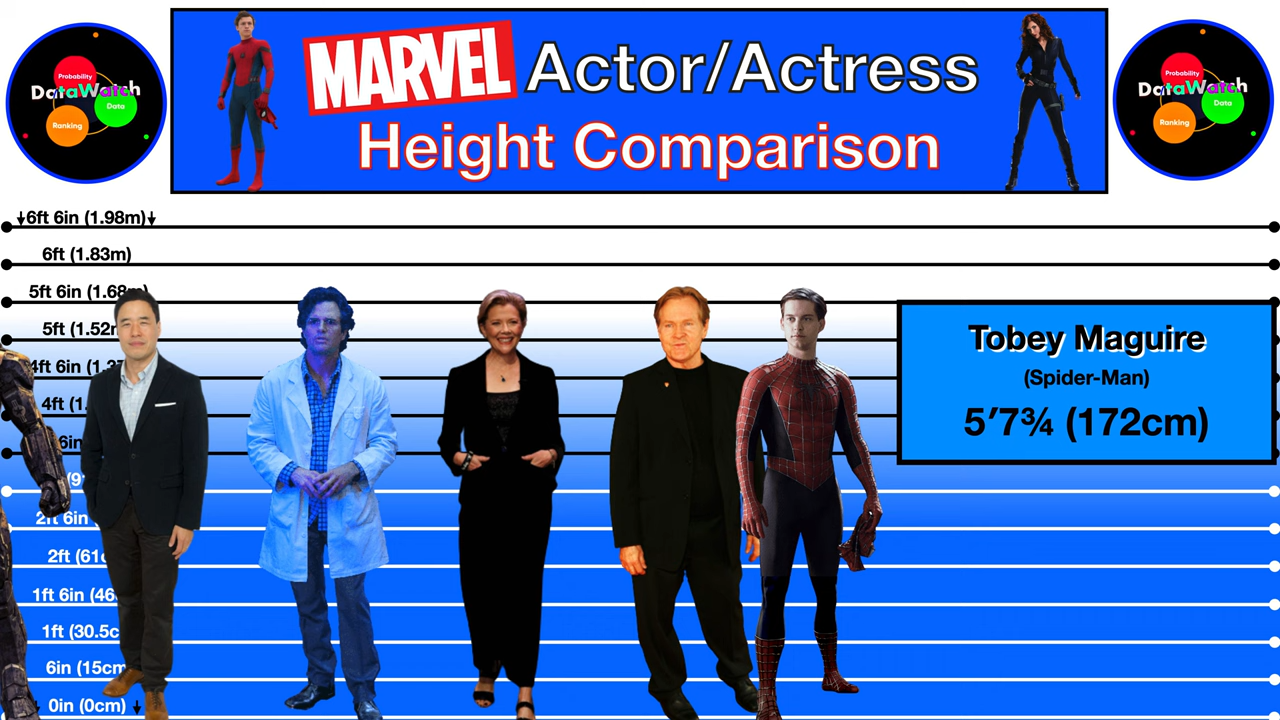 Probability
DataWatch
Data
Ranking
MARVEL Actor/Actress
Height Comparison
Probability
DataWatch
Data
Ranking
↓6ft 6in (1.98m)↓
6ft (1.83m)
5ft 6in (1.68m)
5ft (1.52m
4ft 6in (1.37
4ft (1.
6in
(9
2ft 6in
2ft (61c
1ft 6in (46
1ft (30.5c
6in (15cm
↓ 0in (0cm) ↓
Tobey Maguire
(Spider-Man)
5′7¾ (172cm)